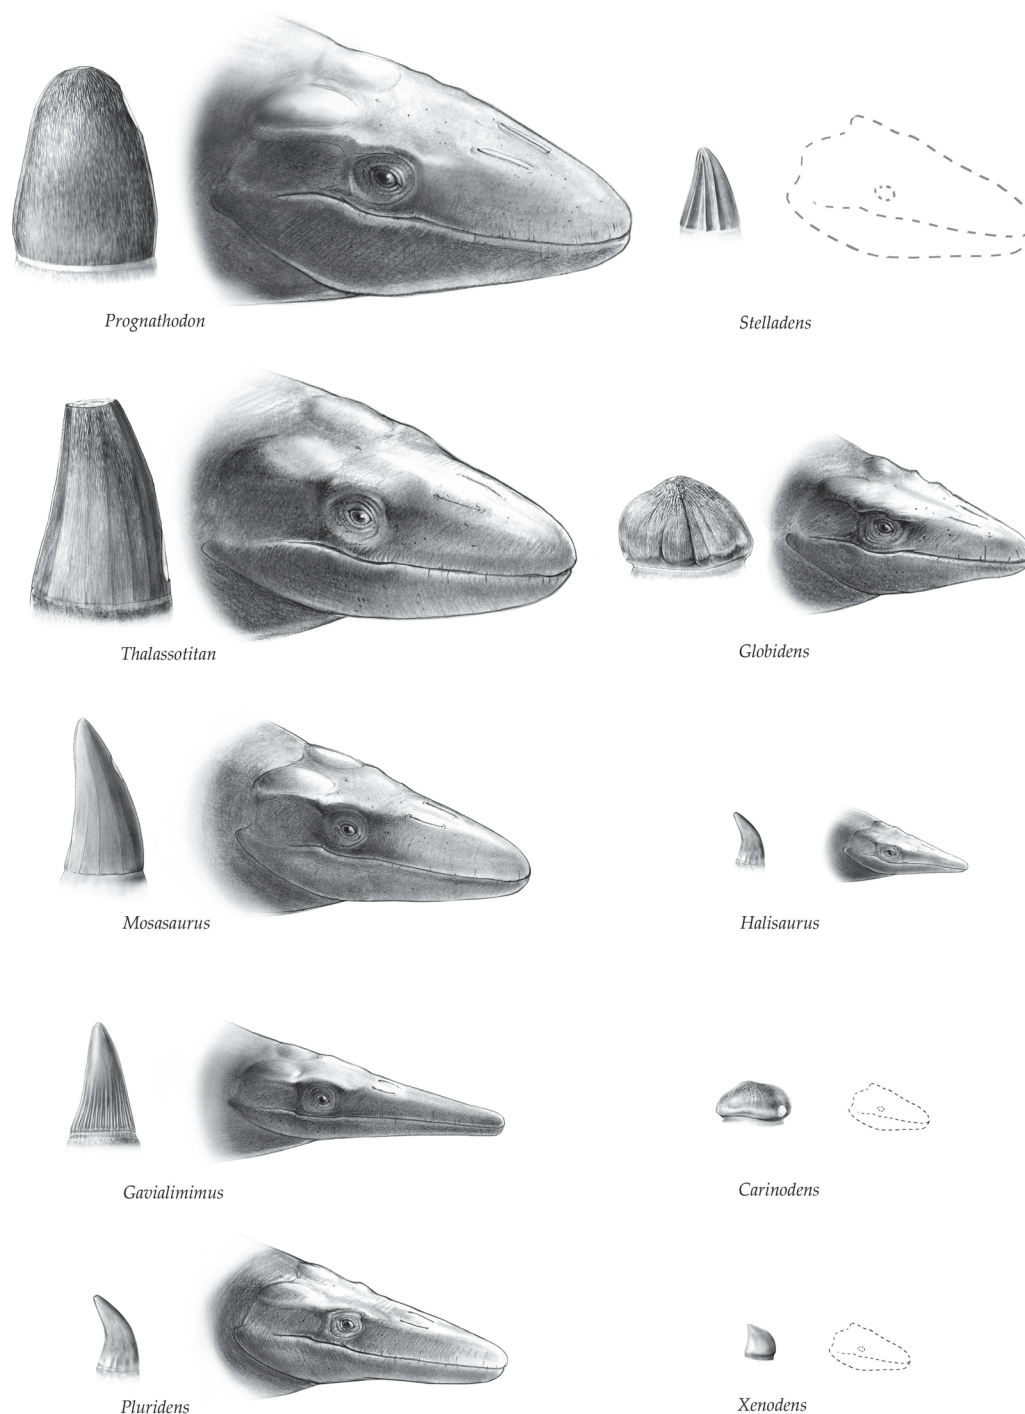 Prognathodon
Stelladens
Thalassotitan
Globidens
Mosasaurus
Halisaurus
Gavialimimus
Carinodens
Pluridens
Xenodens